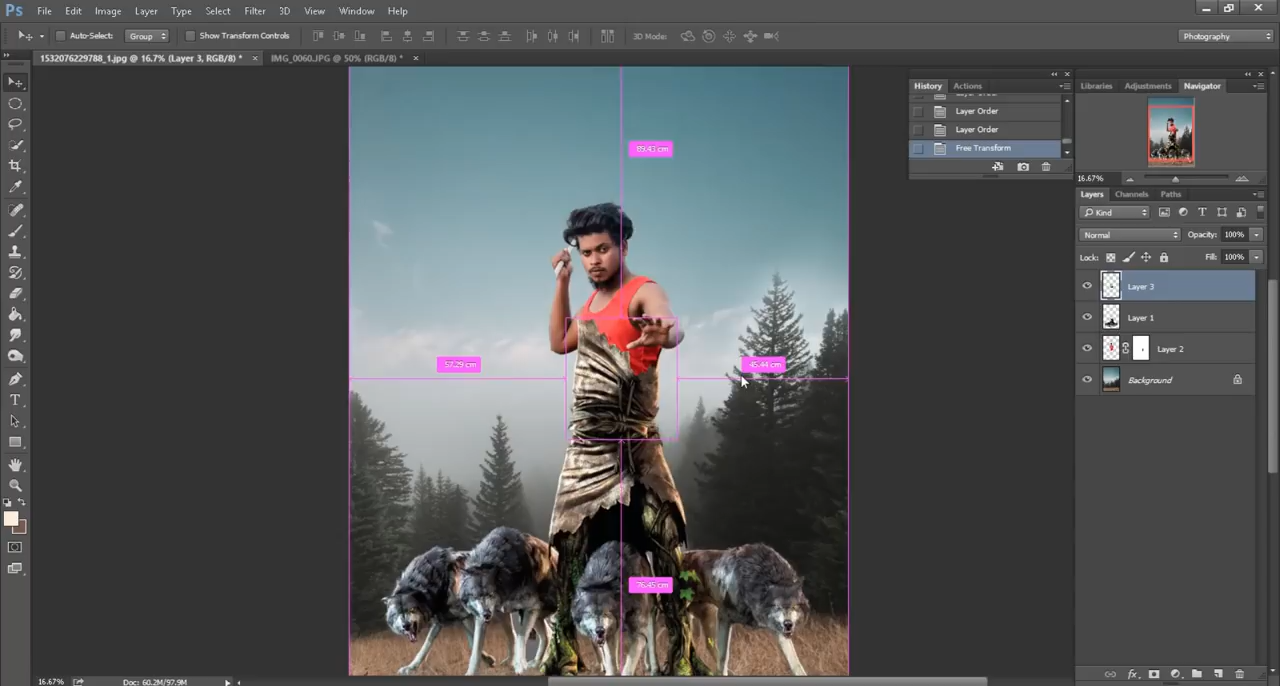 Ps File Edit Image Layer Type Select Filter 3D View Window Help
Auto-Select: Group Show Transform Controls 3D Mode: Photography
1532076229788_1.jpg @ 16.7% (Layer 3, RGB/8) * × IMG_0060.JPG @ 50% (RGB/8) * ×
History Actions
Layer Order
Layer Order
Layer Order
Free Transform
Libraries Adjustments Navigator
16.67%
Layers Channels Paths
Kind
Normal Opacity: 100%
Lock: Fill: 100%
Layer 3
Layer 1
Layer 2
Background
89.43 cm
57.29 cm
45.44 cm
76.45 cm
16.67% Doc: 60.2M/97.9M